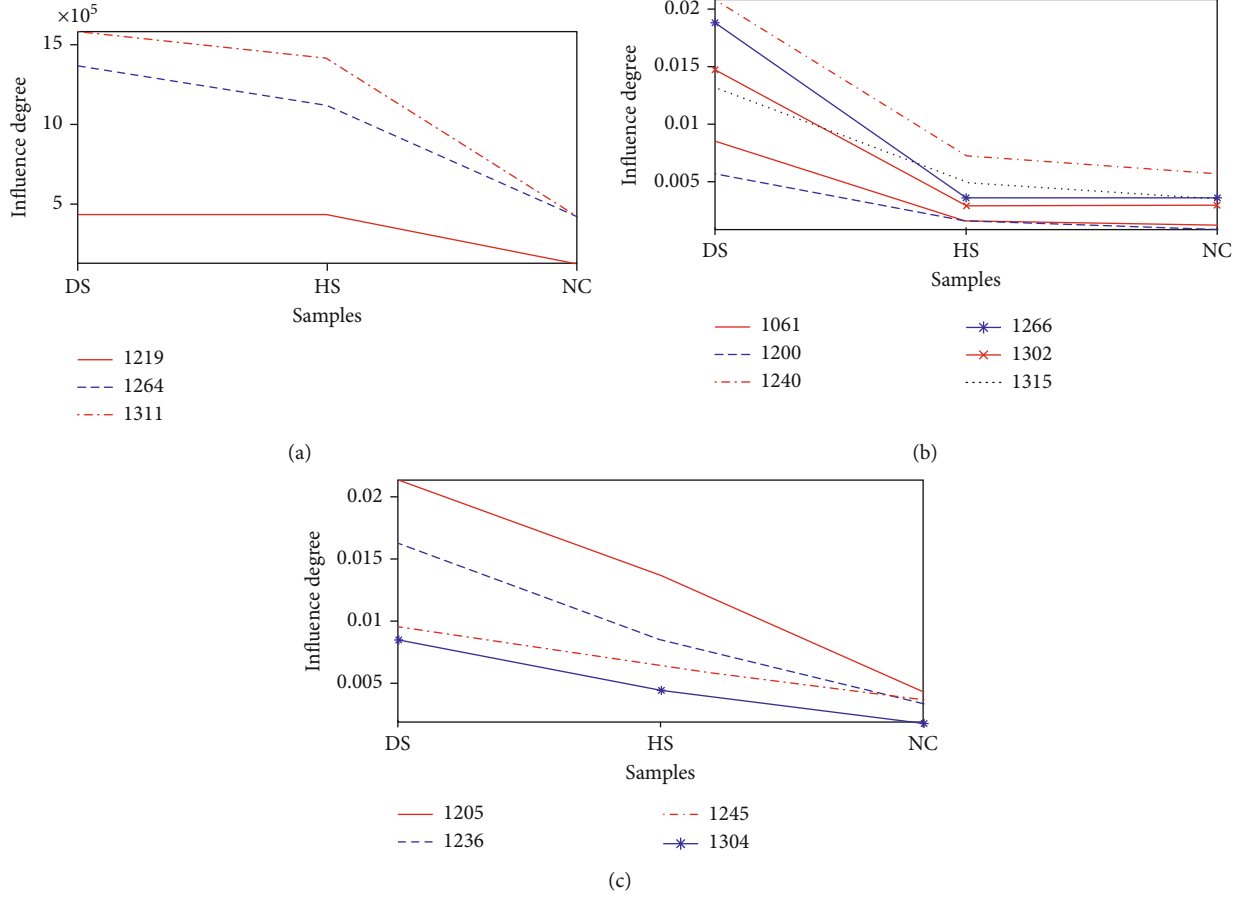 ×10⁵
15
10
5
Influence degree
DS HS NC
Samples
1219
1264
1311
(a)
0.02
0.015
0.01
0.005
Influence degree
DS HS NC
Samples
1061 1266
1200 1302
1240 1315
(b)
0.02
0.015
0.01
0.005
Influence degree
DS HS NC
Samples
1205 1245
1236 1304
(c)